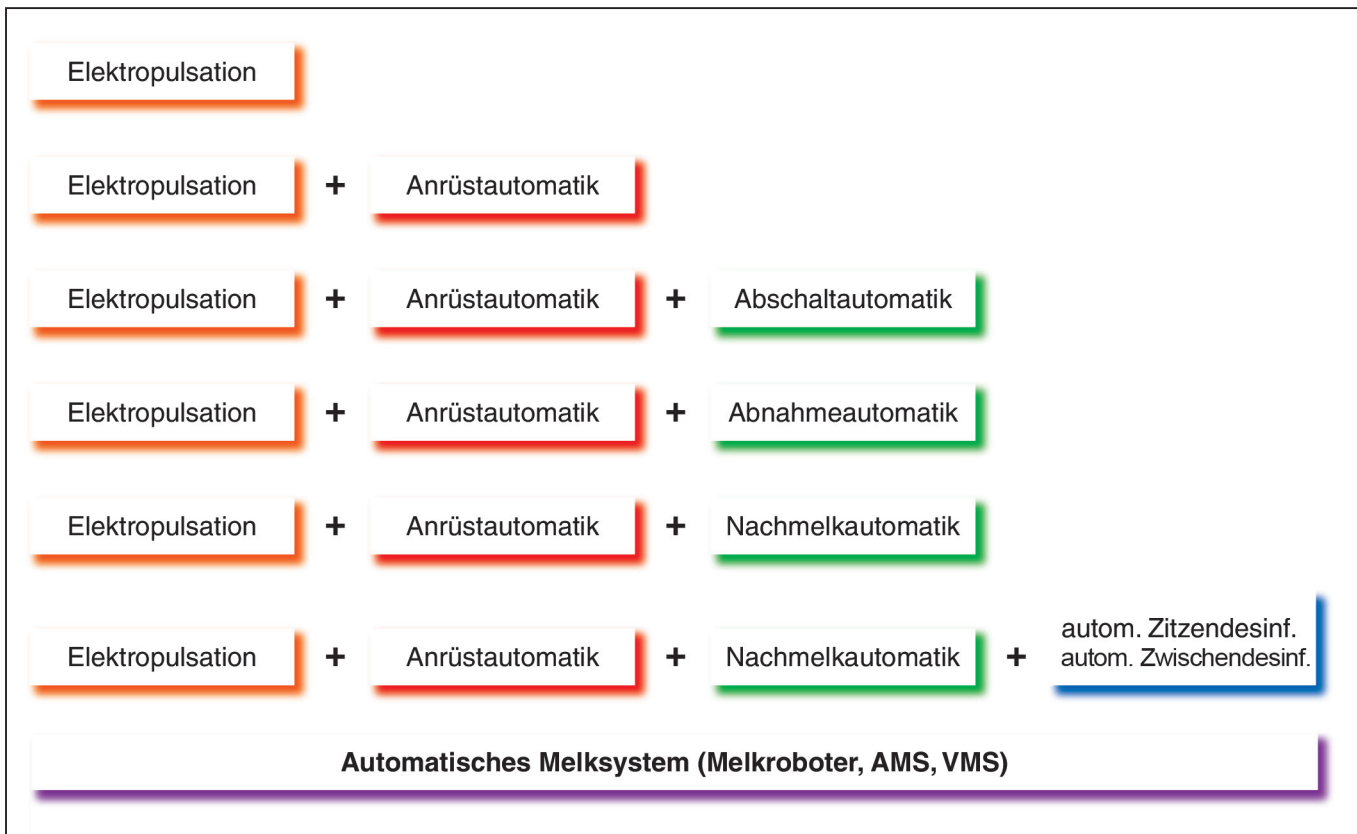 Elektropulsation
Elektropulsation + Anrüstautomatik
Elektropulsation + Anrüstautomatik + Abschaltautomatik
Elektropulsation + Anrüstautomatik + Abnahmeautomatik
Elektropulsation + Anrüstautomatik + Nachmelkautomatik
Elektropulsation + Anrüstautomatik + Nachmelkautomatik + autom. Zitzendesinf.
autom. Zwischendesinf.
Automatisches Melksystem (Melkroboter, AMS, VMS)